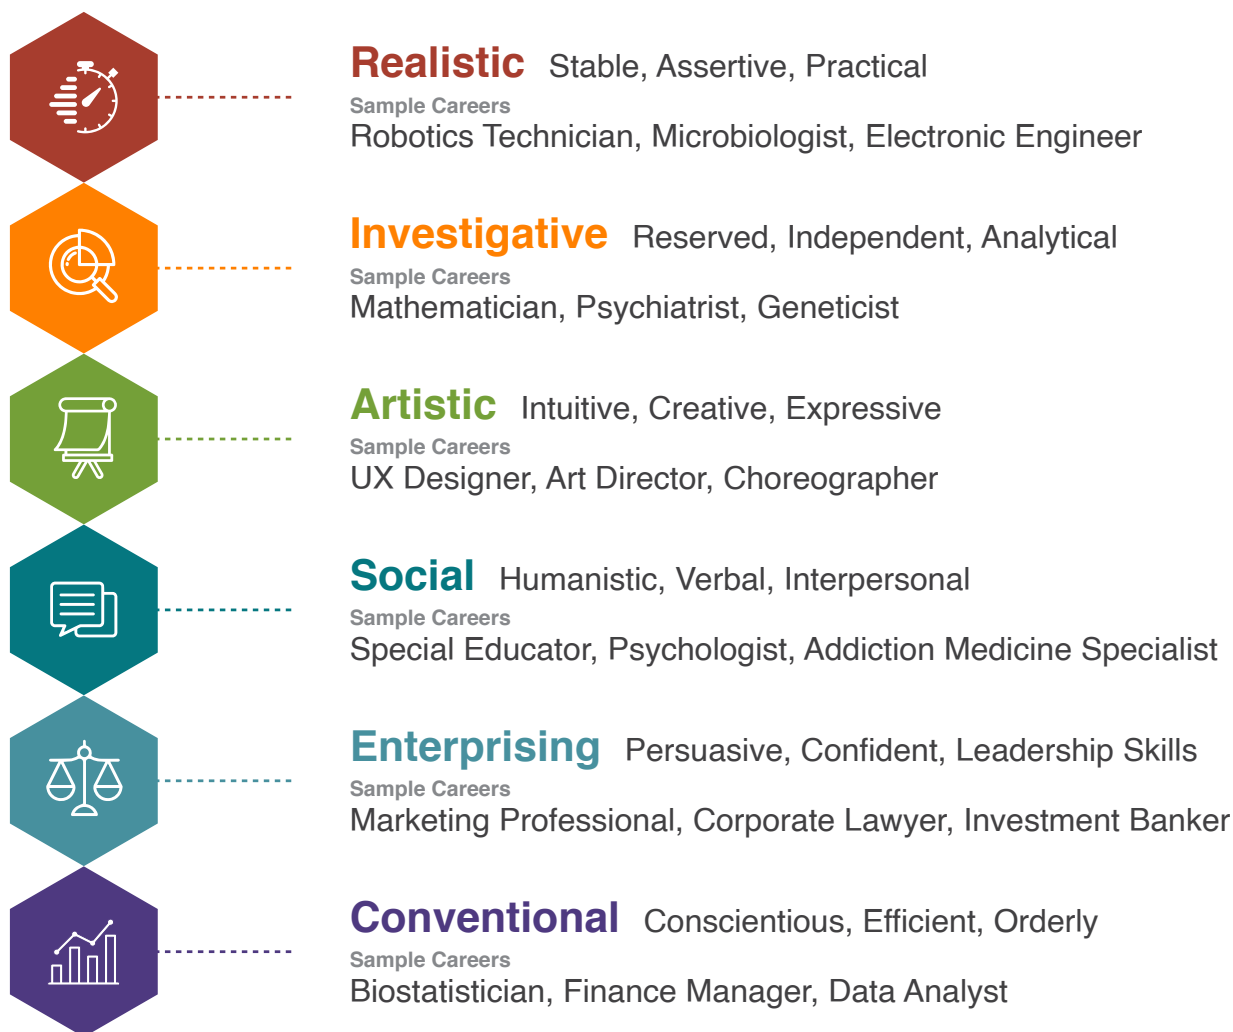 Realistic Stable, Assertive, Practical
Sample Careers
Robotics Technician, Microbiologist, Electronic Engineer
Investigative Reserved, Independent, Analytical
Sample Careers
Mathematician, Psychiatrist, Geneticist
Artistic Intuitive, Creative, Expressive
Sample Careers
UX Designer, Art Director, Choreographer
Social Humanistic, Verbal, Interpersonal
Sample Careers
Special Educator, Psychologist, Addiction Medicine Specialist
Enterprising Persuasive, Confident, Leadership Skills
Sample Careers
Marketing Professional, Corporate Lawyer, Investment Banker
Conventional Conscientious, Efficient, Orderly
Sample Careers
Biostatistician, Finance Manager, Data Analyst